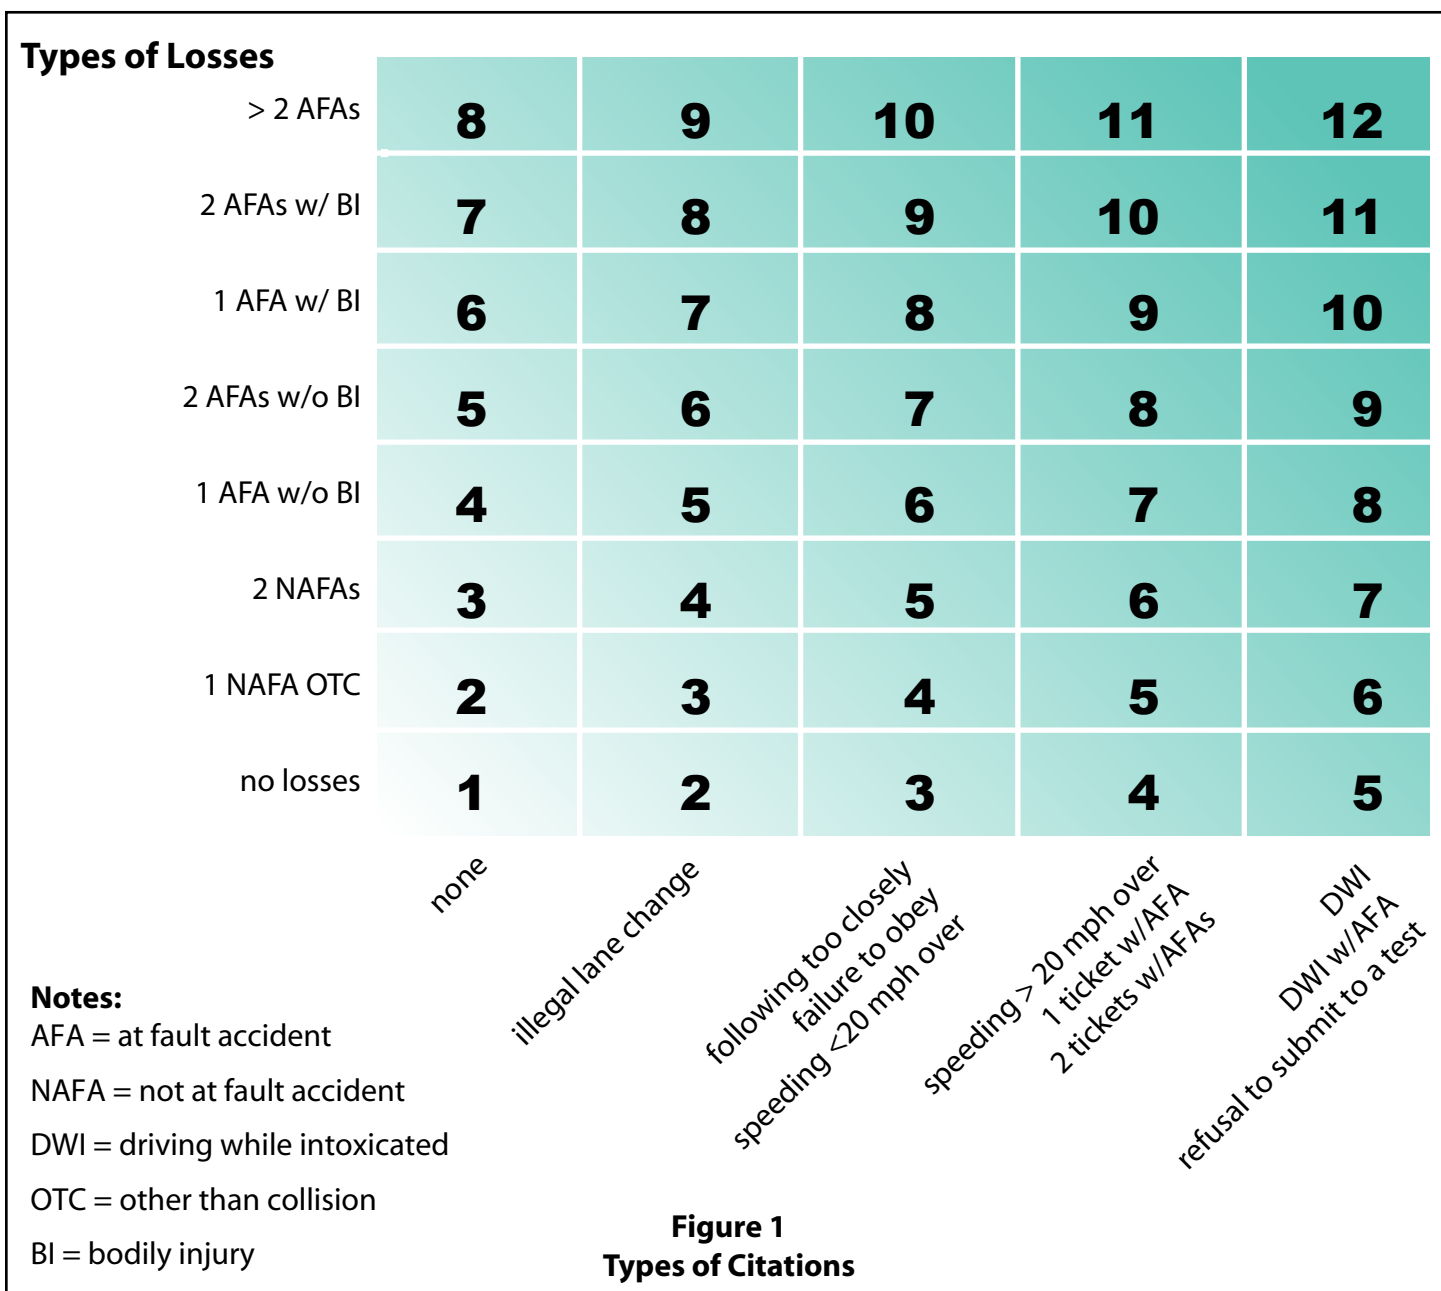 Types of Losses
> 2 AFAs 8 9 10 11 12
2 AFAs w/ BI 7 8 9 10 11
1 AFA w/ BI 6 7 8 9 10
2 AFAs w/o BI 5 6 7 8 9
1 AFA w/o BI 4 5 6 7 8
2 NAFAs 3 4 5 6 7
1 NAFA OTC 2 3 4 5 6
no losses 1 2 3 4 5
none
illegal lane change
following too closely
failure to obey
speeding <20 mph over
speeding > 20 mph over
1 ticket w/AFA
2 tickets w/AFAs
DWI
DWI w/AFA
refusal to submit to a test
Notes:
AFA = at fault accident
NAFA = not at fault accident
DWI = driving while intoxicated
OTC = other than collision
BI = bodily injury
Figure 1
Types of Citations